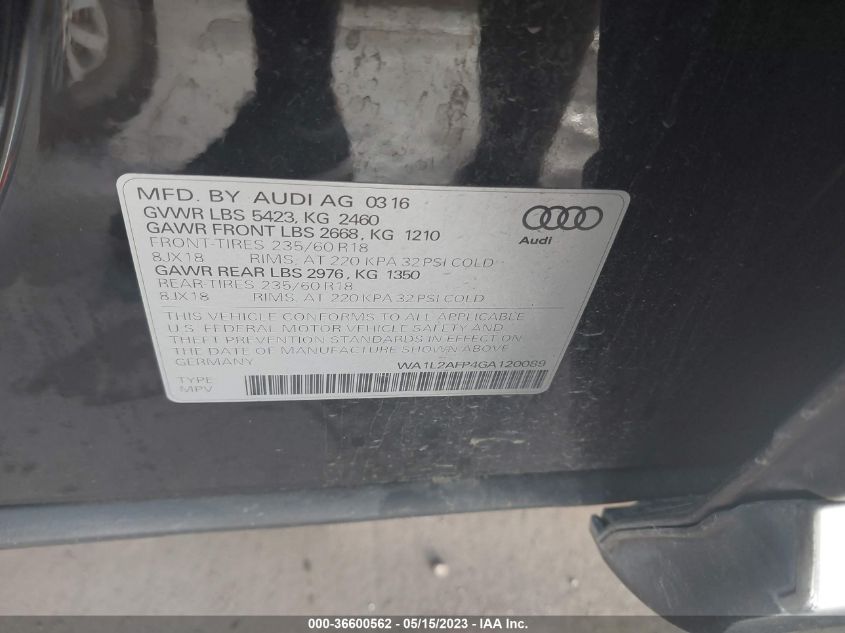 MFD. BY AUDI AG 03 16
GVWR LBS 5423, KG 2460
GAWR FRONT LBS 2668, KG 1210
FRONT-TIRES 235/60 R18
8JX18 RIMS, AT 220 KPA 32 PSI COLD
GAWR REAR LBS 2976, KG 1350
REAR-TIRES 235/60 R18
8JX18 RIMS, AT 220 KPA 32 PSI COLD
Audi
THIS VEHICLE CONFORMS TO ALL APPLICABLE
U.S. FEDERAL MOTOR VEHICLE SAFETY AND
THEFT PREVENTION STANDARDS IN EFFECT ON
THE DATE OF MANUFACTURE SHOWN ABOVE
GERMANY WA1L2AFP4GA120089
TYPE:
MPV
000-36600562 - 05/15/2023 - ©IAA Inc.